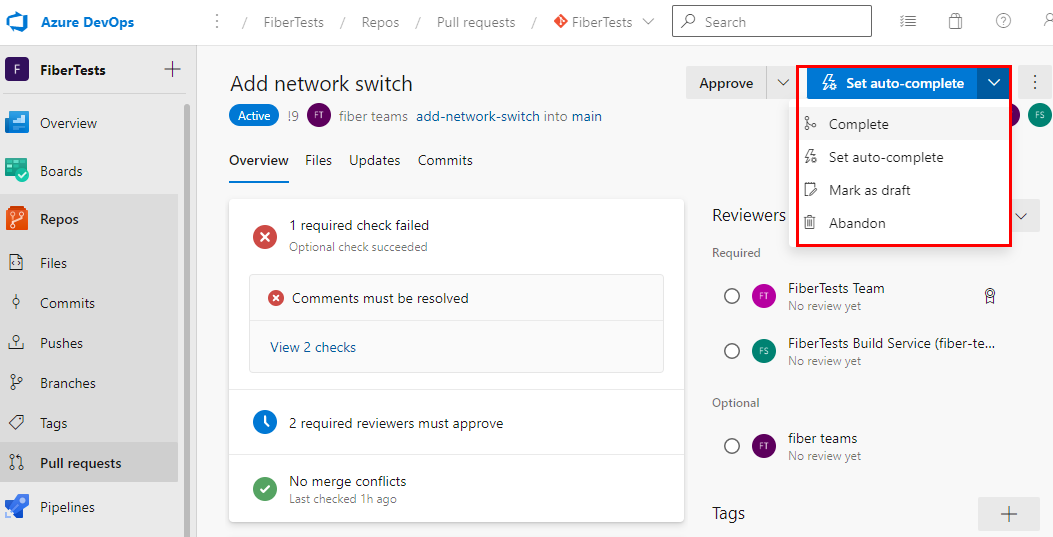 Azure DevOps
/ FiberTests / Repos / Pull requests / FiberTests
Search
F FiberTests
Overview
Boards
Repos
Files
Commits
Pushes
Branches
Tags
Pull requests
Pipelines
Add network switch
Approve
Set auto-complete
Active !9 FT fiber teams add-network-switch into main
FS
Complete
Set auto-complete
Mark as draft
Abandon
Overview Files Updates Commits
1 required check failed
Optional check succeeded
Comments must be resolved
View 2 checks
2 required reviewers must approve
No merge conflicts
Last checked 1h ago
Reviewers
Required
FT FiberTests Team
No review yet
FS FiberTests Build Service (fiber-te...
No review yet
Optional
FT fiber teams
No review yet
Tags